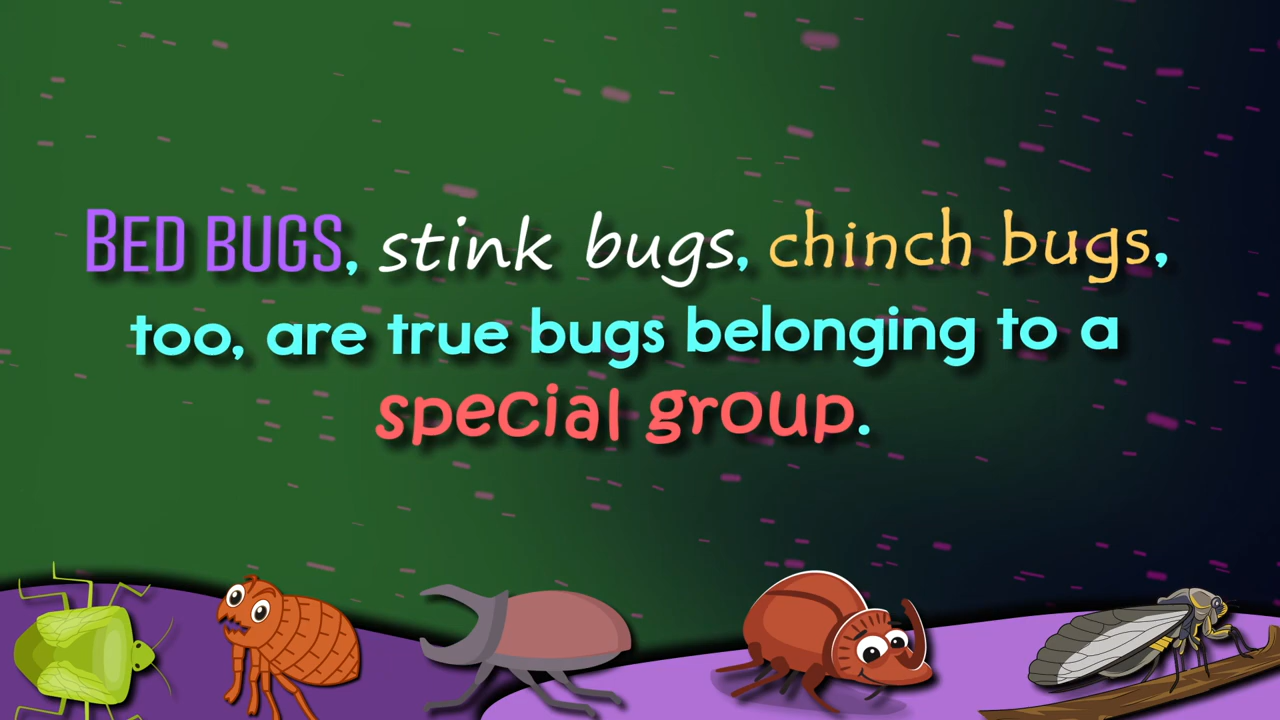 Bed bugs, stink bugs, chinch bugs,
too, are true bugs belonging to a
special group.